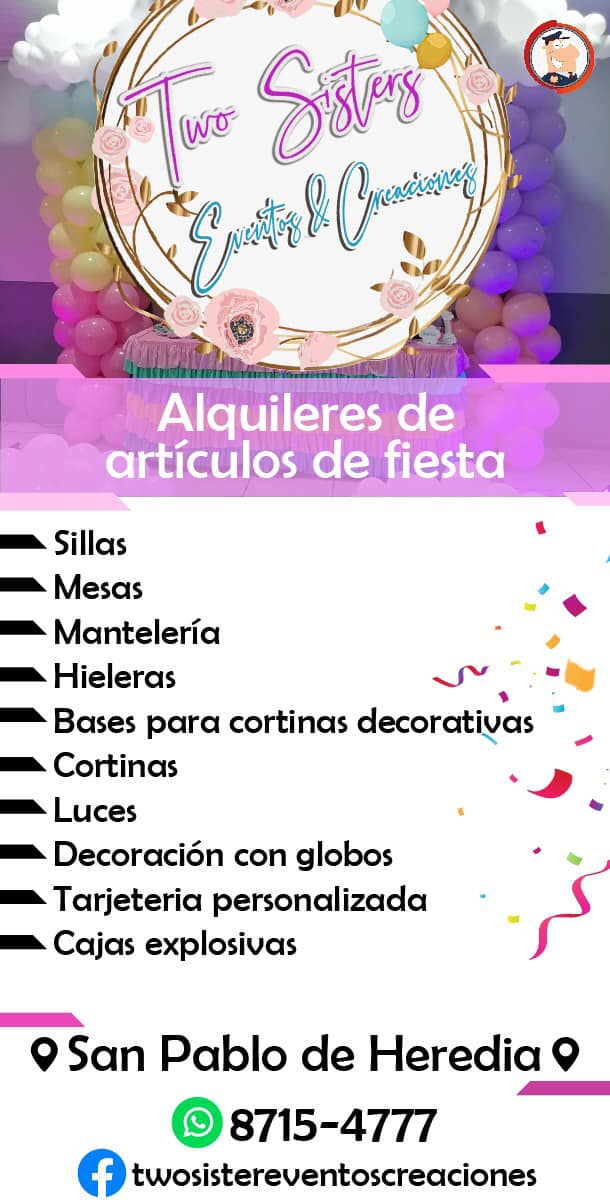 Two Sisters
Eventos & Creaciones
Alquileres de
artículos de fiesta
Sillas
Mesas
Mantelería
Hieleras
Bases para cortinas decorativas
Cortinas
Luces
Decoración con globos
Tarjeteria personalizada
Cajas explosivas
San Pablo de Heredia
8715-4777
twosistereventoscreaciones